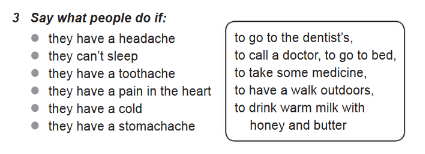 3 Say what people do if:
● they have a headache
● they can't sleep
● they have a toothache
● they have a pain in the heart
● they have a cold
● they have a stomachache
to go to the dentist's,
to call a doctor, to go to bed,
to take some medicine,
to have a walk outdoors,
to drink warm milk with
honey and butter